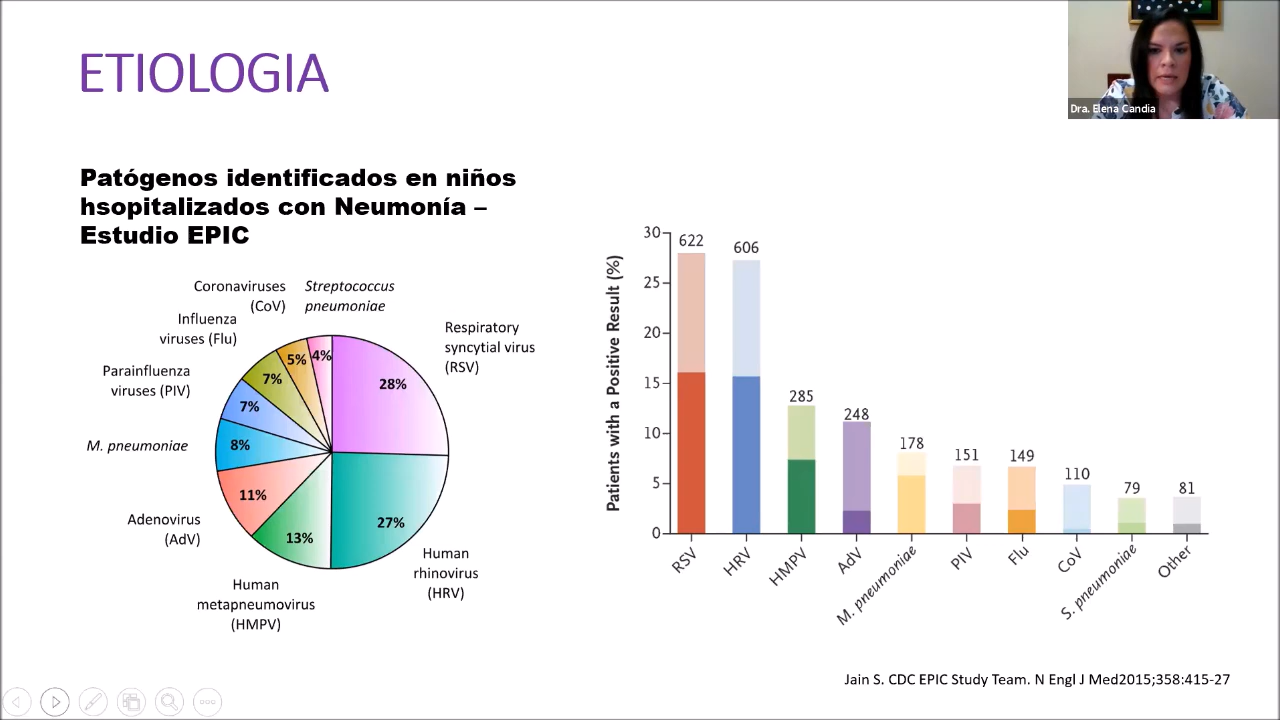 ETIOLOGIA
Dra. Elena Candia
Patógenos identificados en niños
hsopitalizados con Neumonía –
Estudio EPIC
Coronaviruses
(CoV)
Streptococcus
pneumoniae
Influenza
viruses (Flu)
Respiratory
syncytial virus
(RSV)
Parainfluenza
viruses (PIV)
M. pneumoniae
Adenovirus
(AdV)
Human
metapneumovirus
(HMPV)
Human
rhinovirus
(HRV)
5%
4%
28%
7%
7%
8%
11%
13%
27%
Patients with a Positive Result (%)
30
25
20
15
10
5
0
622
606
285
248
178
151
149
110
79
81
RSV
HRV
HMPV
AdV
M. pneumoniae
PIV
Flu
CoV
S. pneumoniae
Other
Jain S. CDC EPIC Study Team. N Engl J Med2015;358:415-27